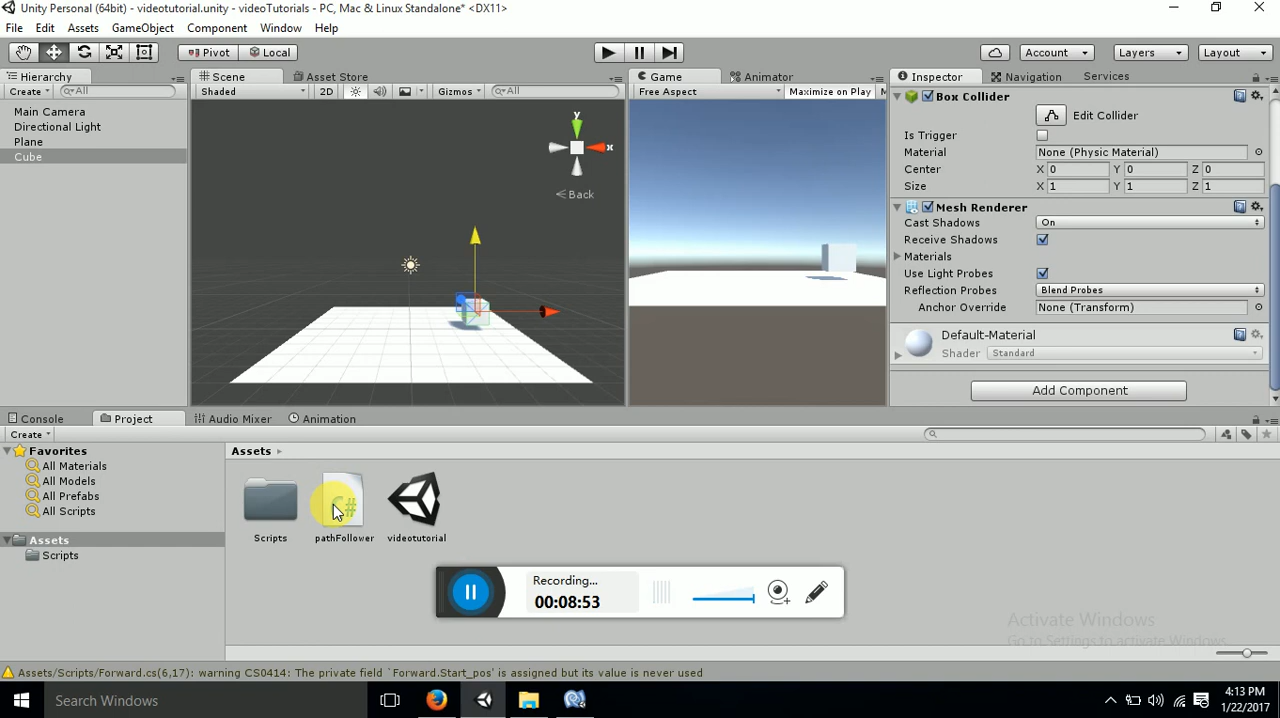 Unity Personal (64bit) - videotutorial.unity - videoTutorials - PC, Mac & Linux Standalone* <DX11>
File Edit Assets GameObject Component Window Help
Pivot Local Account Layers Layout
Hierarchy Scene Asset Store Game Animator Inspector Navigation Services
Create All Shaded 2D Gizmos All Free Aspect Maximize on Play M
Box Collider
Main Camera
Directional Light
Plane
Cube
y
x
Back
Edit Collider
Is Trigger
Material None (Physic Material)
Center X 0 Y 0 Z 0
Size X 1 Y 1 Z 1
Mesh Renderer
Cast Shadows On
Receive Shadows
Materials
Use Light Probes
Reflection Probes Blend Probes
Anchor Override None (Transform)
Default-Material
Shader Standard
Add Component
Console Project Audio Mixer Animation
Create
Favorites
All Materials
All Models
All Prefabs
All Scripts
Assets
Scripts
Assets
C#
Scripts pathFollower videotutorial
Recording...
00:08:53
Activate Windows
Go to Settings to activate Windows.
Assets/Scripts/Forward.cs(6,17): warning CS0414: The private field `Forward.Start_pos' is assigned but its value is never used
Search Windows
4:13 PM
1/22/2017